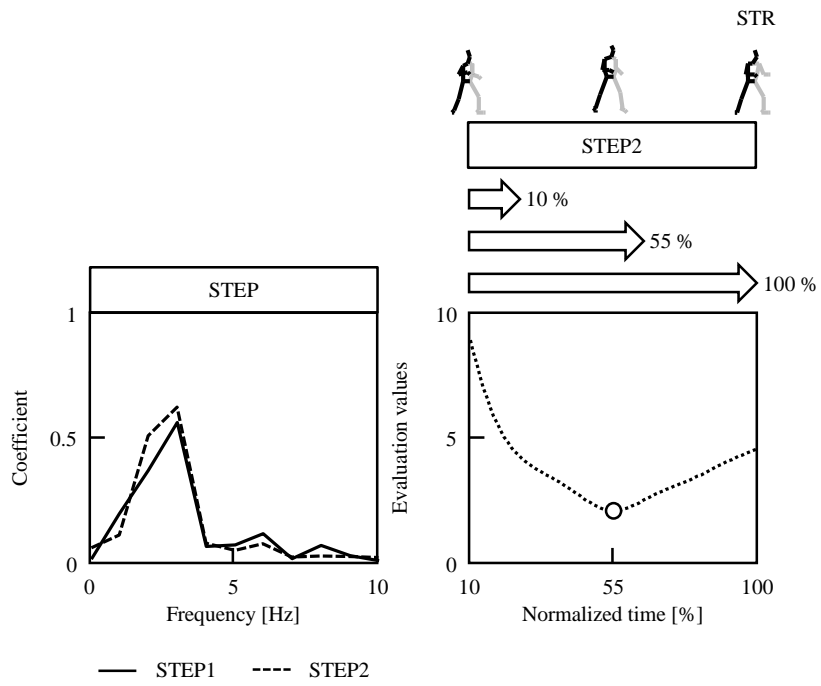 STR
STEP2
10 %
55 %
100 %
STEP
1
0.5
0
Coefficient
0
5
10
Frequency [Hz]
STEP1
STEP2
10
5
0
Evaluation values
10
55
100
Normalized time [%]